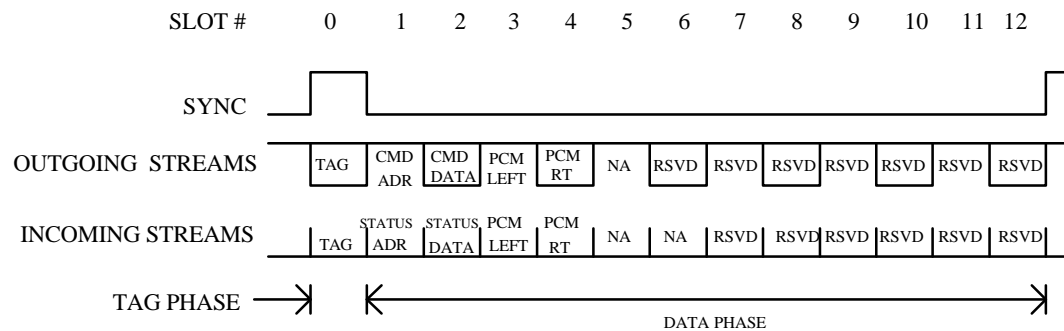 SLOT # 0 1 2 3 4 5 6 7 8 9 10 11 12
SYNC
OUTGOING STREAMS TAG CMD ADR CMD DATA PCM LEFT PCM RT NA RSVD RSVD RSVD RSVD RSVD RSVD RSVD
INCOMING STREAMS TAG STATUS ADR STATUS DATA PCM LEFT PCM RT NA NA RSVD RSVD RSVD RSVD RSVD RSVD
TAG PHASE
DATA PHASE